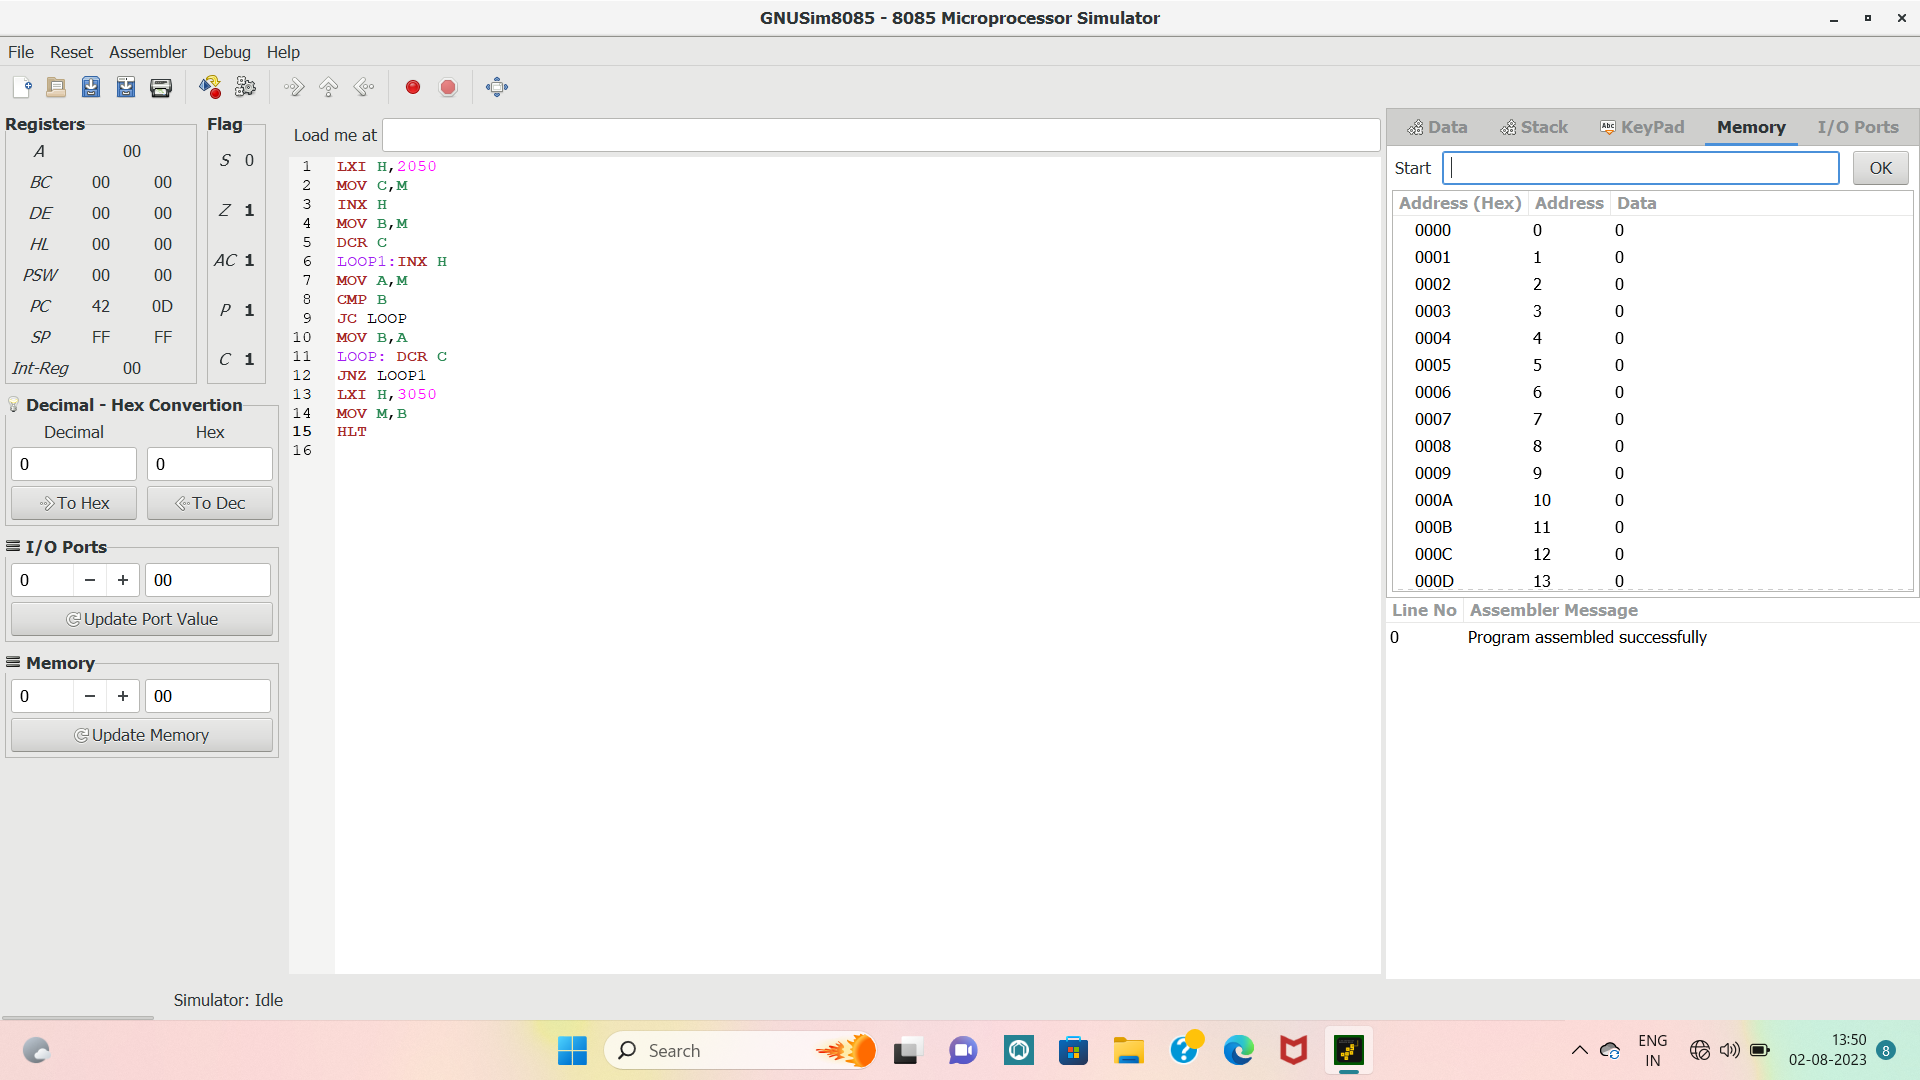 GNUSim8085 - 8085 Microprocessor Simulator
File Reset Assembler Debug Help
Registers
A 00
BC 00 00
DE 00 00
HL 00 00
PSW 00 00
PC 42 0D
SP FF FF
Int-Reg 00
Flag
S 0
Z 1
AC 1
P 1
C 1
Decimal - Hex Convertion
Decimal Hex
0 0
To Hex To Dec
I/O Ports
0 − + 00
Update Port Value
Memory
0 − + 00
Update Memory
Load me at
1 LXI H,2050
2 MOV C,M
3 INX H
4 MOV B,M
5 DCR C
6 LOOP1:INX H
7 MOV A,M
8 CMP B
9 JC LOOP
10 MOV B,A
11 LOOP: DCR C
12 JNZ LOOP1
13 LXI H,3050
14 MOV M,B
15 HLT
16
Data Stack Abc KeyPad Memory I/O Ports
Start OK
Address (Hex) Address Data
0000 0 0
0001 1 0
0002 2 0
0003 3 0
0004 4 0
0005 5 0
0006 6 0
0007 7 0
0008 8 0
0009 9 0
000A 10 0
000B 11 0
000C 12 0
000D 13 0
Line No Assembler Message
0 Program assembled successfully
Simulator: Idle
Search
ENG
IN
13:50
02-08-2023
8